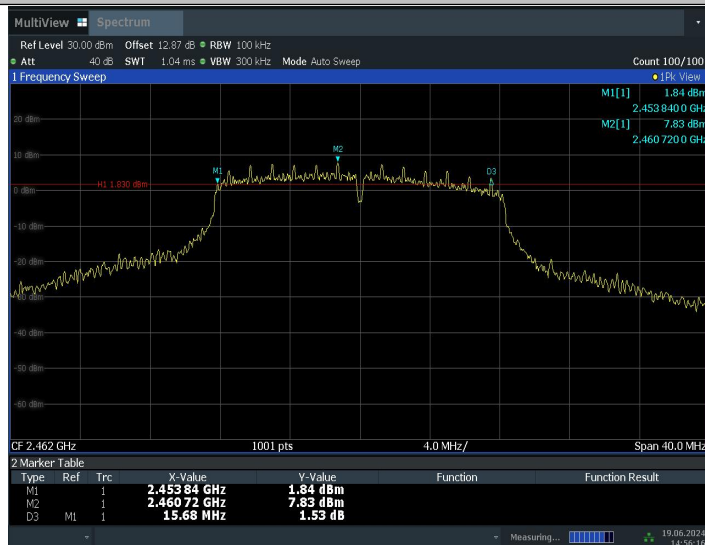 MultiView Spectrum
Ref Level 30.00 dBm Offset 12.87 dB RBW 100 kHz
Att 40 dB SWT 1.04 ms VBW 300 kHz Mode Auto Sweep Count 100/100
1 Frequency Sweep 1Pk View
M1[1] 1.84 dBm
2.453 840 0 GHz
M2[1] 7.83 dBm
2.460 720 0 GHz
20 dBm
10 dBm
M2
M1
D3
H1 1.830 dBm
0 dBm
-10 dBm
-20 dBm
-30 dBm
-40 dBm
-50 dBm
-60 dBm
CF 2.462 GHz 1001 pts 4.0 MHz/ Span 40.0 MHz
2 Marker Table
Type Ref Trc X-Value Y-Value Function Function Result
M1 1 2.453 84 GHz 1.84 dBm
M2 1 2.460 72 GHz 7.83 dBm
D3 M1 1 15.68 MHz 1.53 dB
Measuring... 19.06.2024
14:56:16